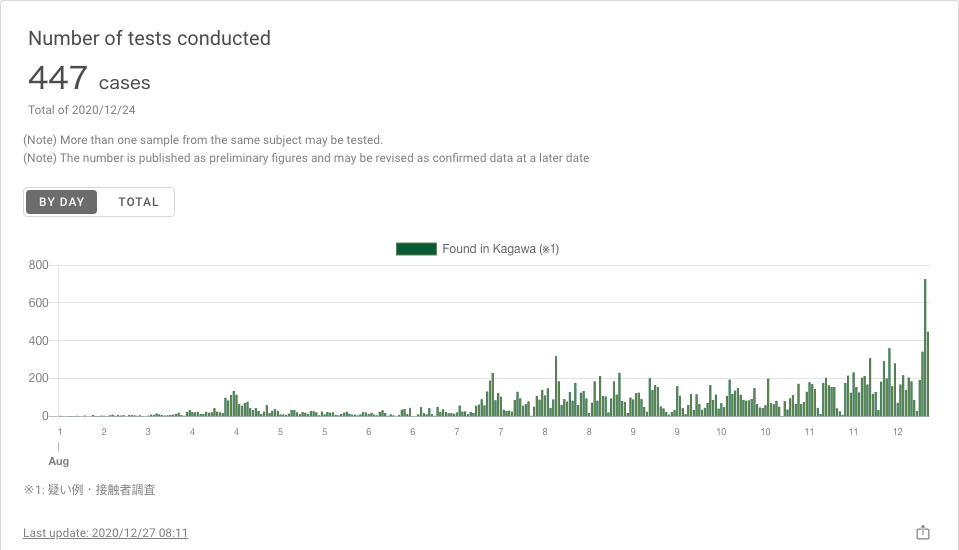 Number of tests conducted
447 cases
Total of 2020/12/24
(Note) More than one sample from the same subject may be tested.
(Note) The number is published as preliminary figures and may be revised as confirmed data at a later date
BY DAY TOTAL
Found in Kagawa (※1)
800
600
400
200
0
1 2 3 4 4 5 5 6 6 7 7 8 8 9 9 10 10 11 11 12
Aug
※1: 疑い例・接触者調査
Last update: 2020/12/27 08:11